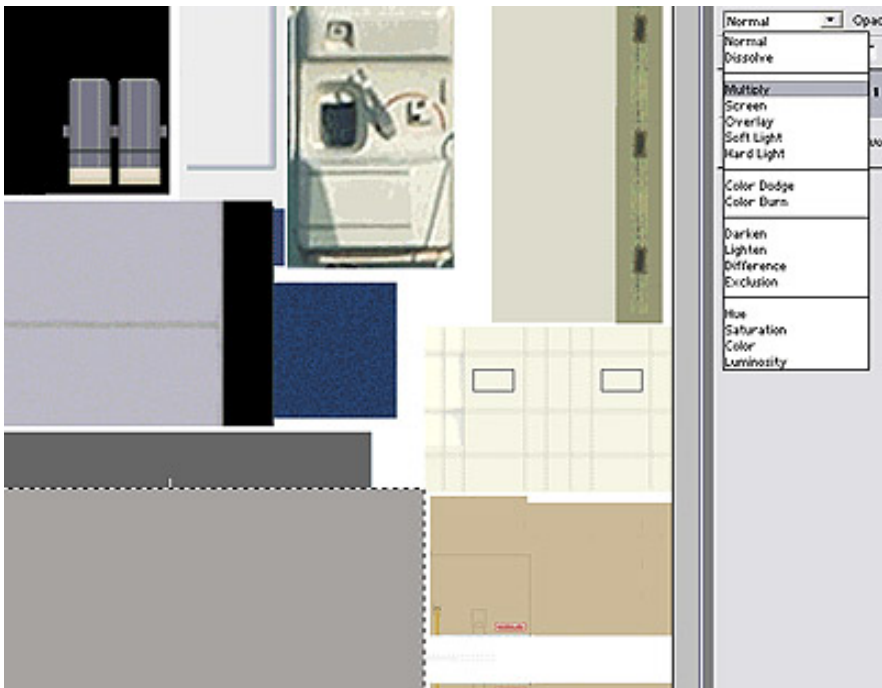 Normal
Opac
Normal
Dissolve
Multiply
Screen
Overlay
Soft Light
Hard Light
Color Dodge
Color Burn
Darken
Lighten
Difference
Exclusion
Hue
Saturation
Color
Luminosity